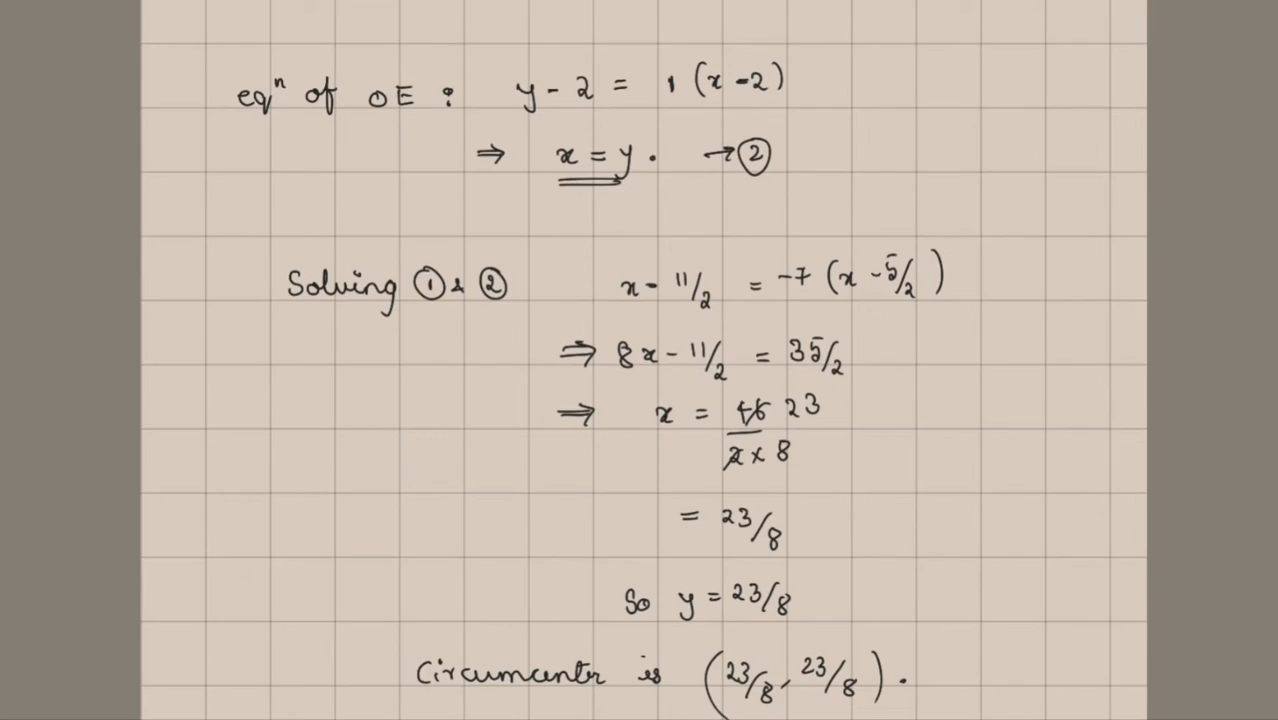 eqⁿ of OE : y - 2 = 1 (x - 2)
⇒ x = y . → ②
Solving ① & ② x - 11/2 = -7 (x - 5/2)
⇒ 8x - 11/2 = 35/2
⇒ x = 46 23
2 × 8
= 23/8
So y = 23/8
Circumcentr is (23/8, 23/8) .